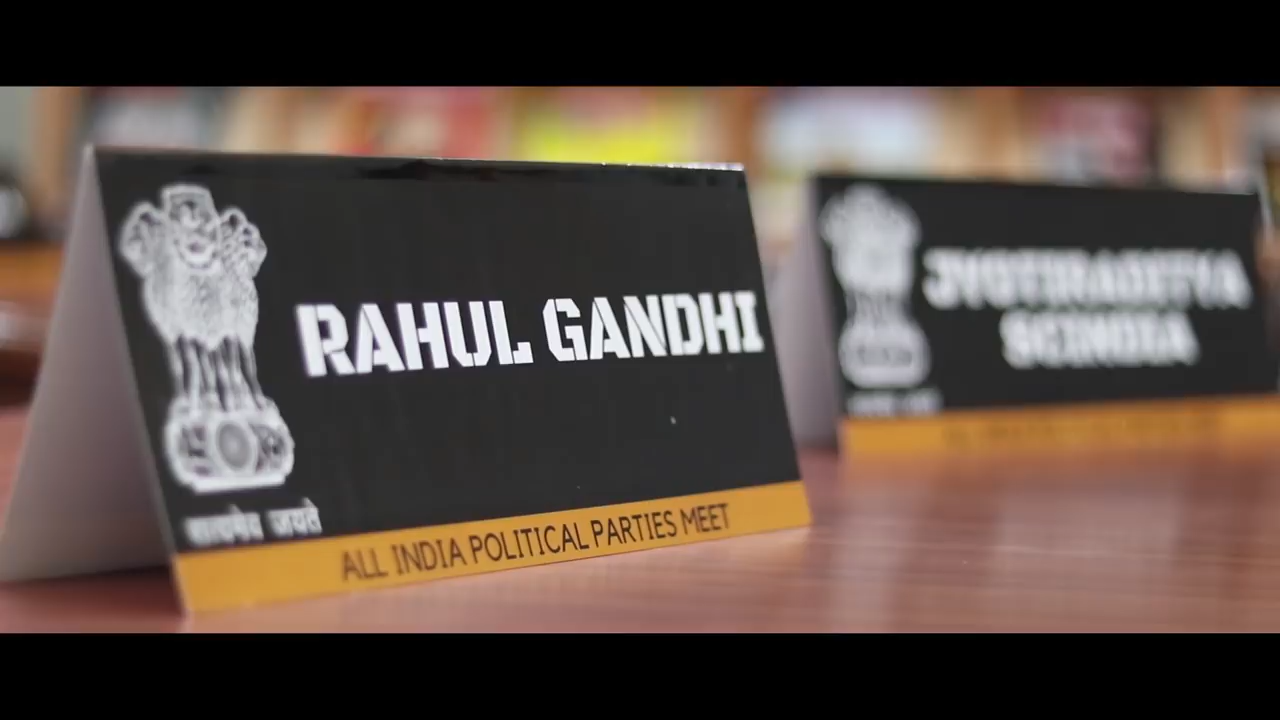 RAHUL GANDHI
सत्यमेव जयते
ALL INDIA POLITICAL PARTIES MEET
JYOTIRADITYA
SCINDIA